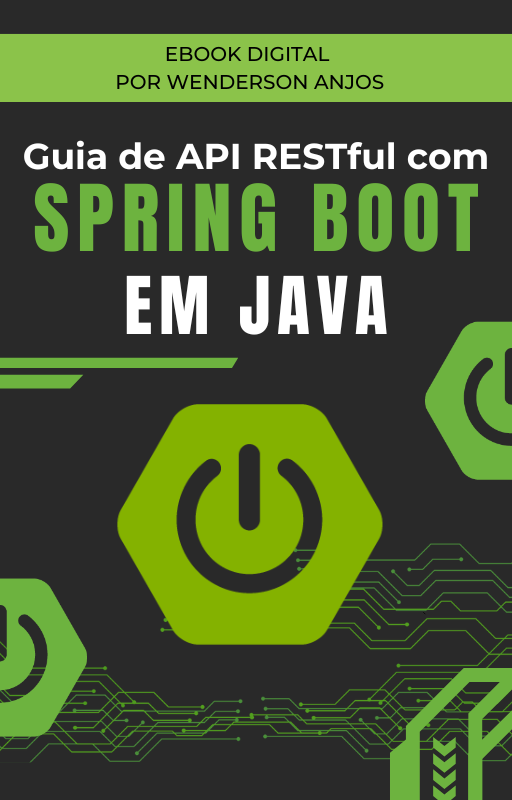 EBOOK DIGITAL
POR WENDERSON ANJOS
Guia de API RESTful com
SPRING BOOT
EM JAVA